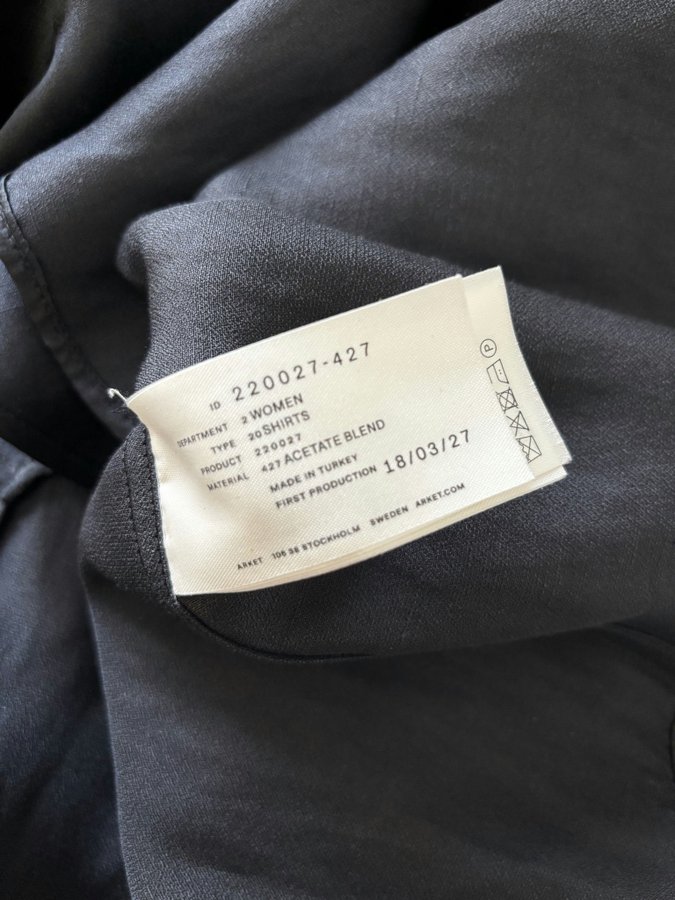 ID 220027-427
DEPARTMENT 2 WOMEN
TYPE 20 SHIRTS
PRODUCT 220027
MATERIAL 427 ACETATE BLEND
MADE IN TURKEY
FIRST PRODUCTION 18/03/27
ARKET 106 38 STOCKHOLM SWEDEN ARKET.COM
P